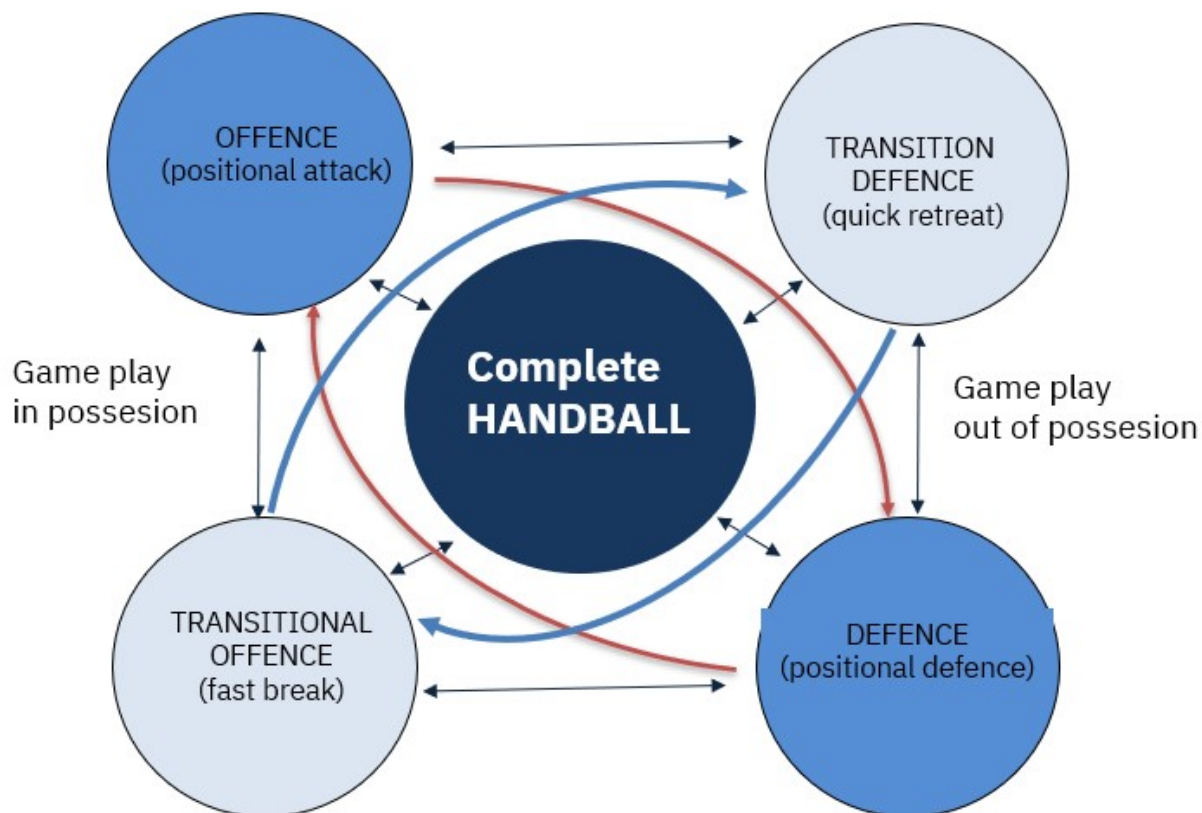 OFFENCE
(positional attack)
TRANSITION
DEFENCE
(quick retreat)
Complete
HANDBALL
Game play
in possesion
Game play
out of possesion
TRANSITIONAL
OFFENCE
(fast break)
DEFENCE
(positional defence)